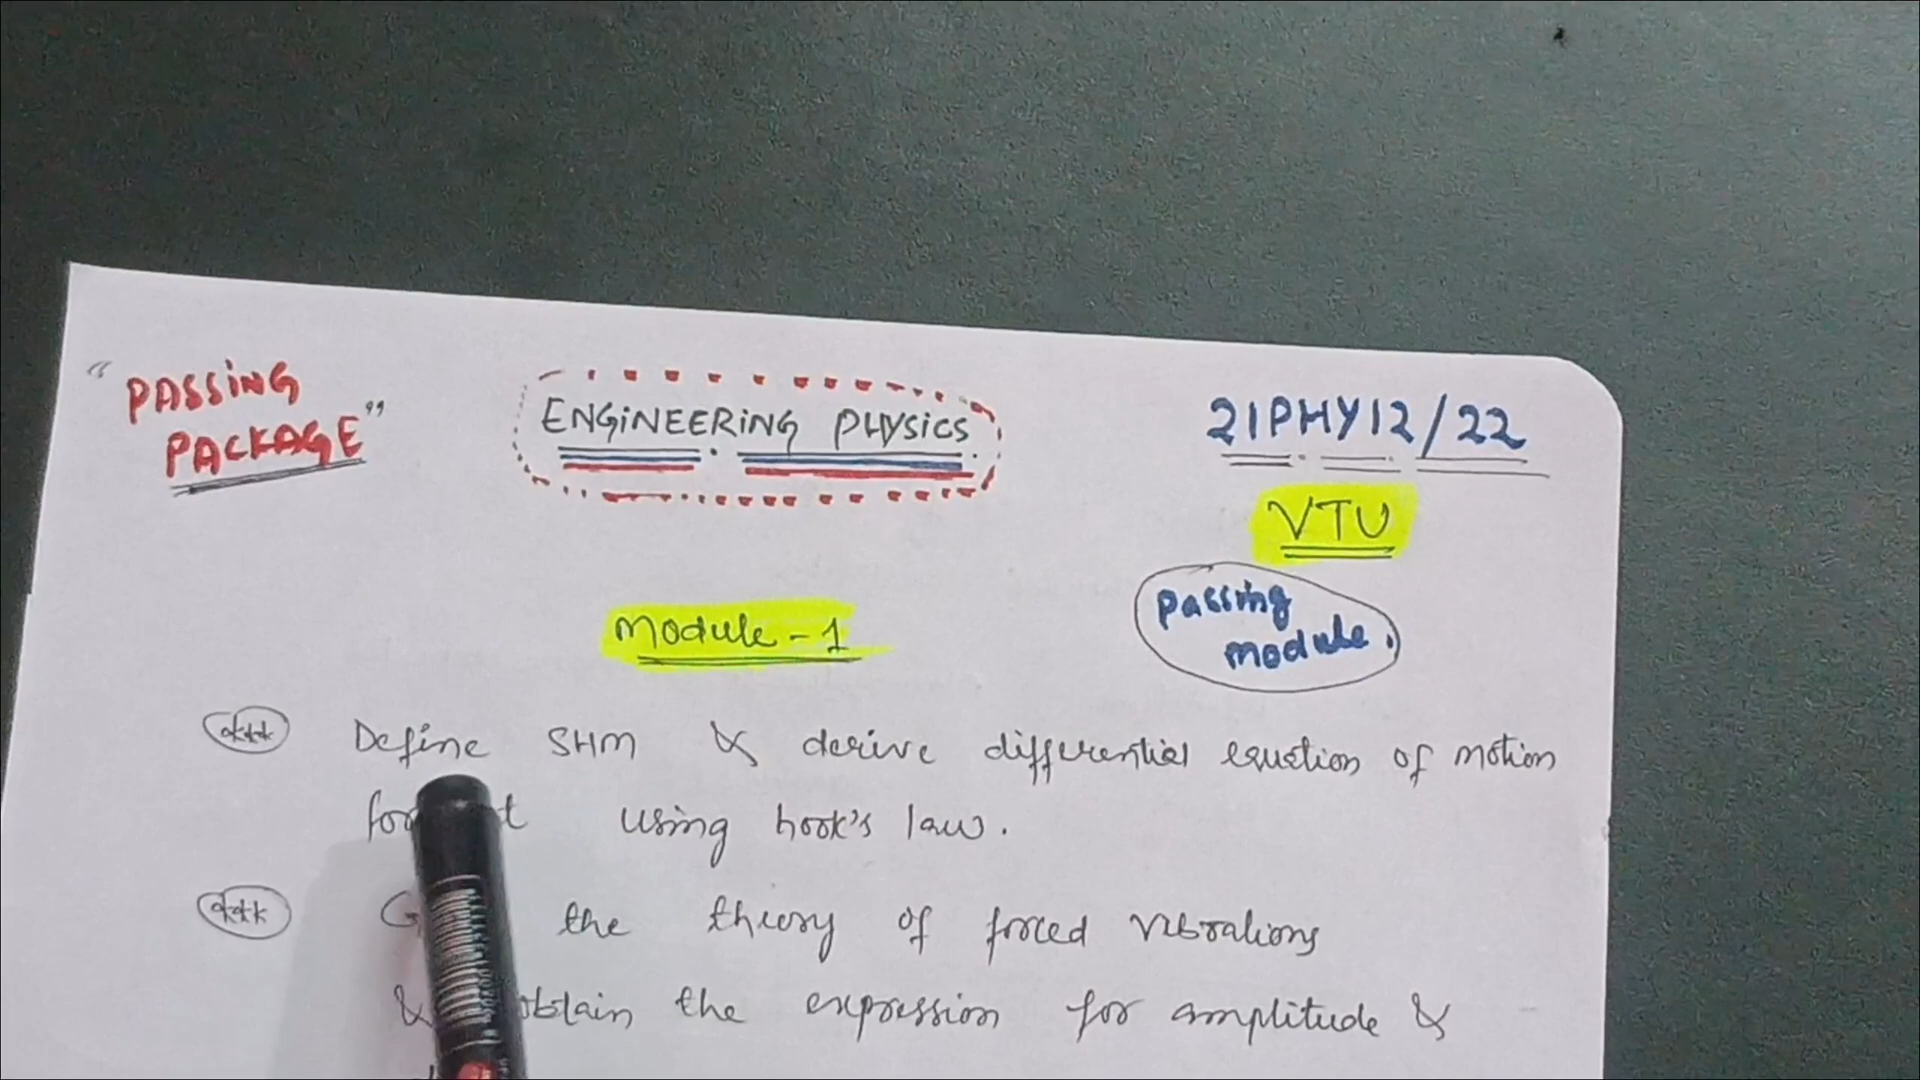 "PASSING
PACKAGE"
ENGINEERING PHYSICS
21PHY12/22
VTU
passing
module.
Module-1
*** Define SHM & derive differential equation of motion
using hook's law.
*** the theory of forced vibrations
& obtain the expression for amplitude &